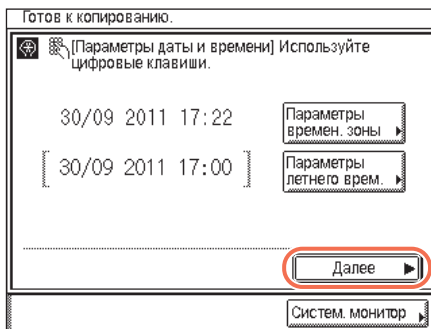 Готов к копированию.
[Параметры даты и времени] Используйте
цифровые клавиши.
30/09 2011 17:22
Параметры
времен. зоны
[ 30/09 2011 17:00 ]
Параметры
летнего врем.
Далее
Систем. монитор